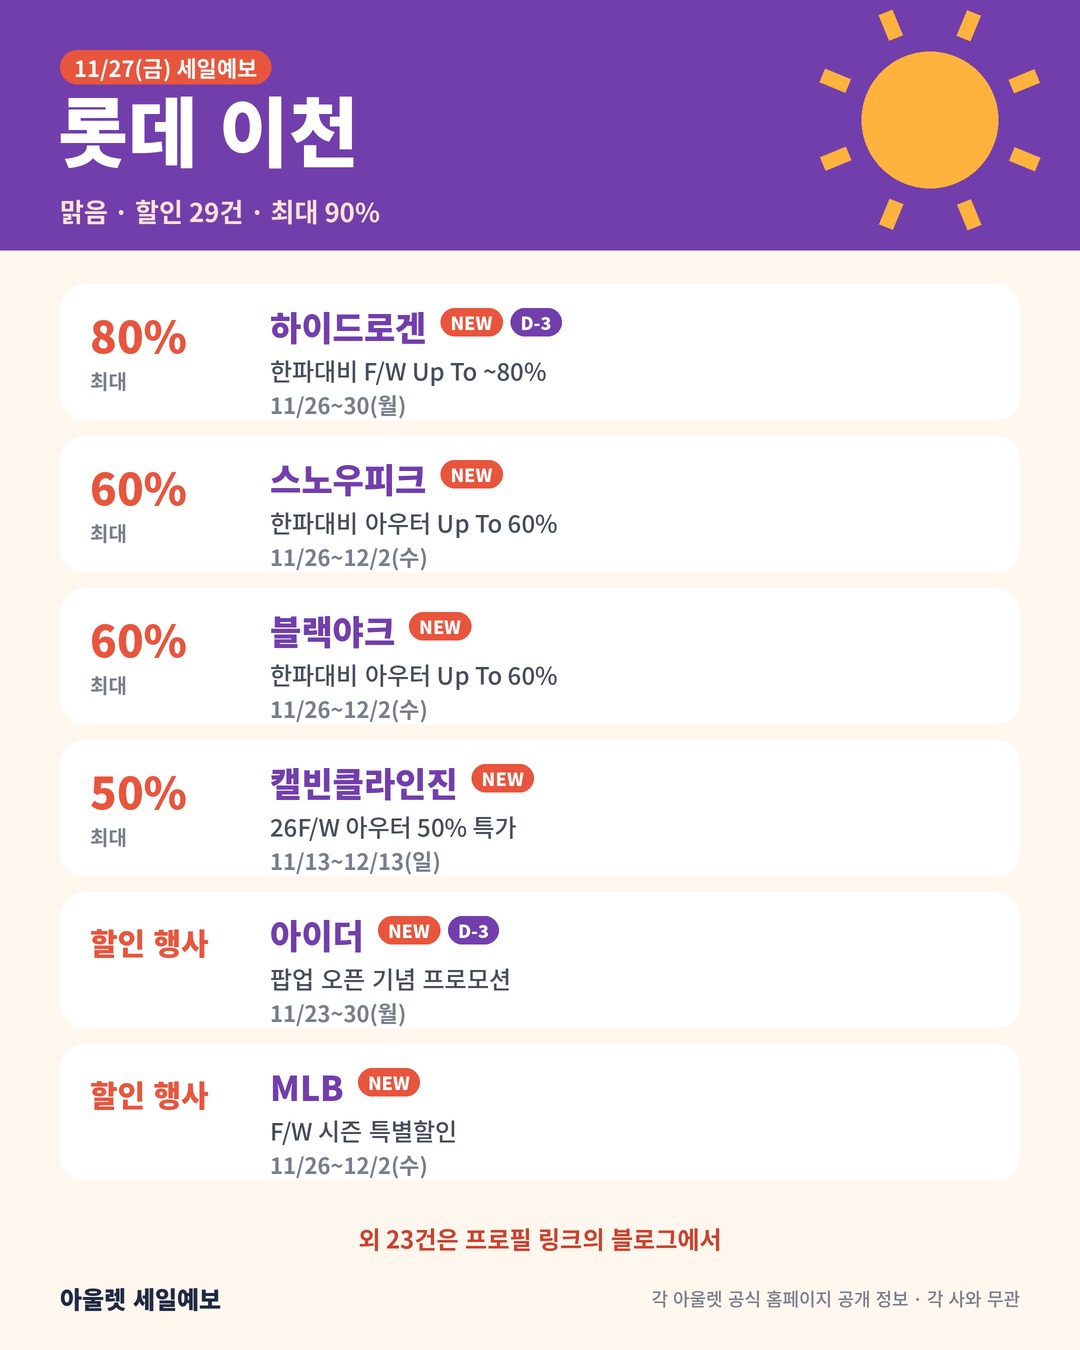 11/27(금) 세일예보
롯데 이천
맑음 · 할인 29건 · 최대 90%
80%
최대
하이드로겐 NEW D-3
한파대비 F/W Up To ~80%
11/26~30(월)
60%
최대
스노우피크 NEW
한파대비 아우터 Up To 60%
11/26~12/2(수)
60%
최대
블랙야크 NEW
한파대비 아우터 Up To 60%
11/26~12/2(수)
50%
최대
캘빈클라인진 NEW
26F/W 아우터 50% 특가
11/13~12/13(일)
할인 행사
아이더 NEW D-3
팝업 오픈 기념 프로모션
11/23~30(월)
할인 행사
MLB NEW
F/W 시즌 특별할인
11/26~12/2(수)
외 23건은 프로필 링크의 블로그에서
아울렛 세일예보
각 아울렛 공식 홈페이지 공개 정보 · 각 사와 무관